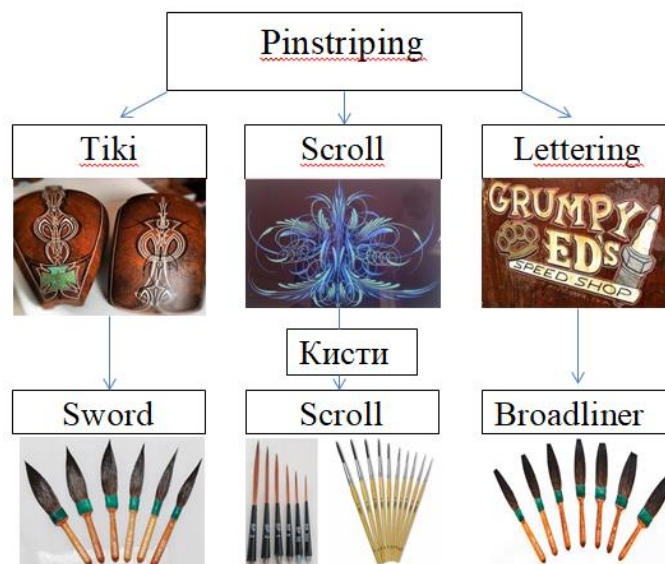 Pinstriping
Tiki
Scroll
Lettering
GRUMPY
ED's
SPEED SHOP
Кисти
Sword
Scroll
Broadliner